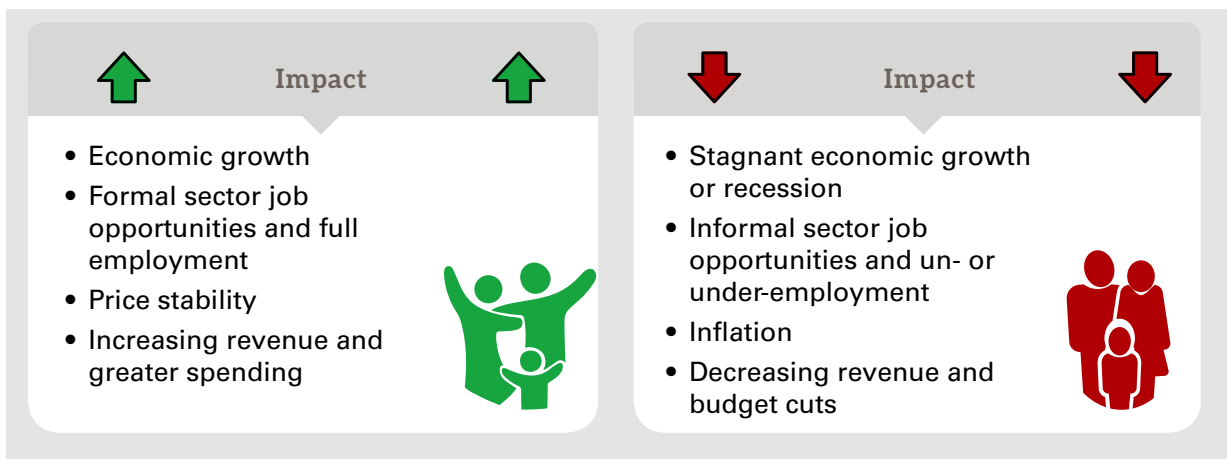 Impact
• Economic growth
• Formal sector job
opportunities and full
employment
• Price stability
• Increasing revenue and
greater spending
Impact
• Stagnant economic growth
or recession
• Informal sector job
opportunities and un- or
under-employment
• Inflation
• Decreasing revenue and
budget cuts